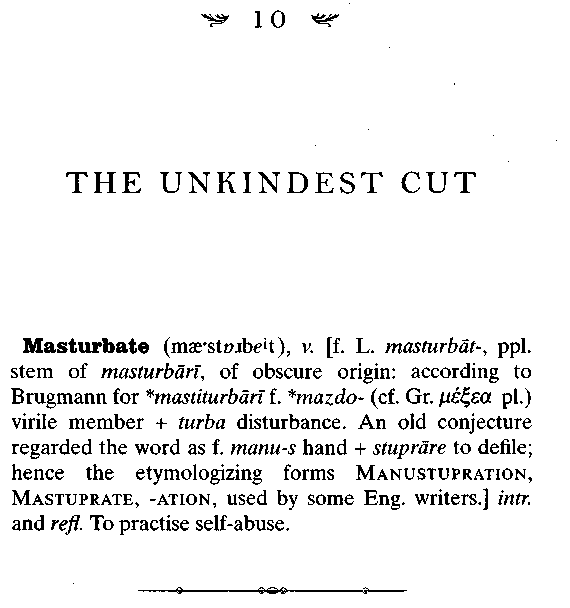 10
THE UNKINDEST CUT
Masturbate (mæ·stɒɹbeⁱt), v. [f. L. masturbāt-, ppl.
stem of masturbārī, of obscure origin: according to
Brugmann for *mastiturbārī f. *mazdo- (cf. Gr. μέξεα pl.)
virile member + turba disturbance. An old conjecture
regarded the word as f. manu-s hand + stuprāre to defile;
hence the etymologizing forms MANUSTUPRATION,
MASTUPRATE, -ATION, used by some Eng. writers.] intr.
and refl. To practise self-abuse.